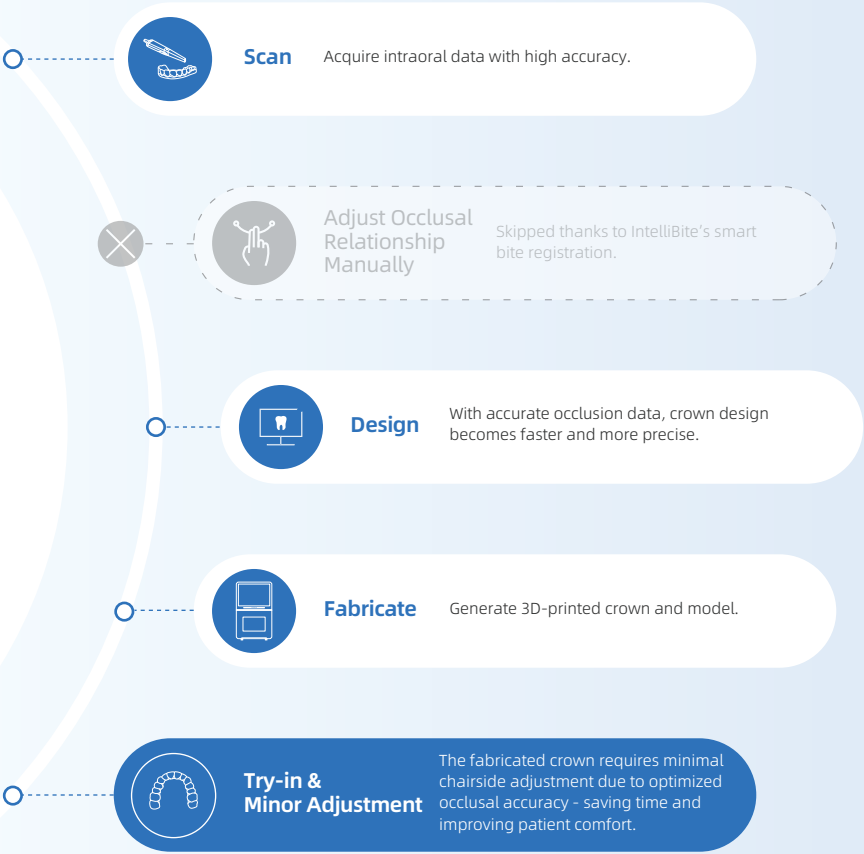 Scan
Acquire intraoral data with high accuracy.
Adjust Occlusal
Relationship
Manually
Skipped thanks to IntelliBite's smart
bite registration.
Design
With accurate occlusion data, crown design
becomes faster and more precise.
Fabricate
Generate 3D-printed crown and model.
Try-in &
Minor Adjustment
The fabricated crown requires minimal
chairside adjustment due to optimized
occlusal accuracy - saving time and
improving patient comfort.